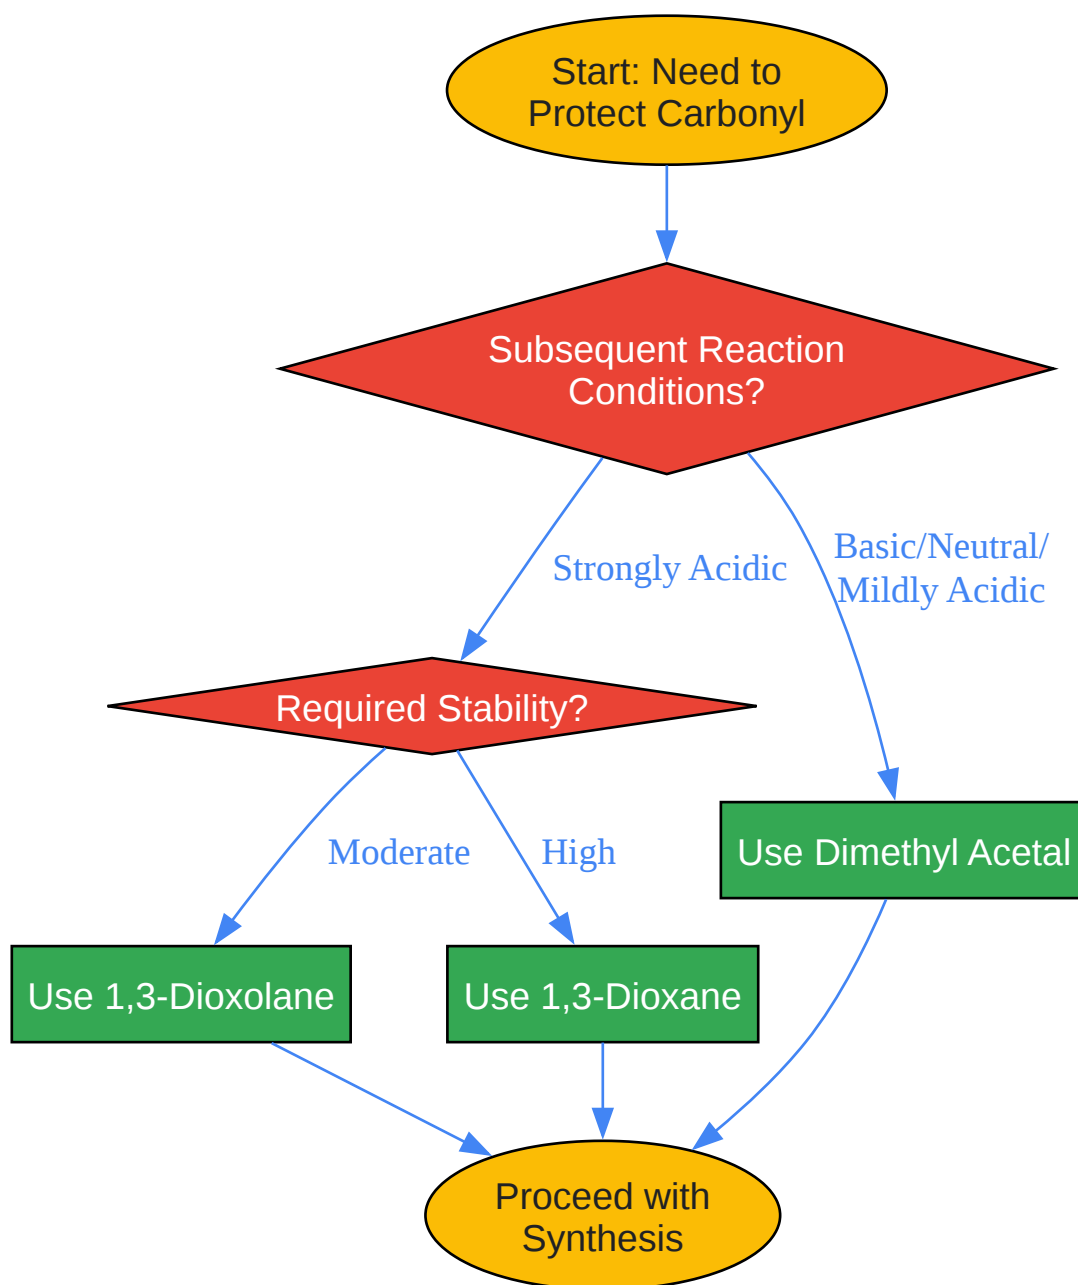 Start: Need to
Protect Carbonyl
Subsequent Reaction
Conditions?
Strongly Acidic
Basic/Neutral/
Mildly Acidic
Required Stability?
Moderate
High
Use Dimethyl Acetal
Use 1,3-Dioxolane
Use 1,3-Dioxane
Proceed with
Synthesis